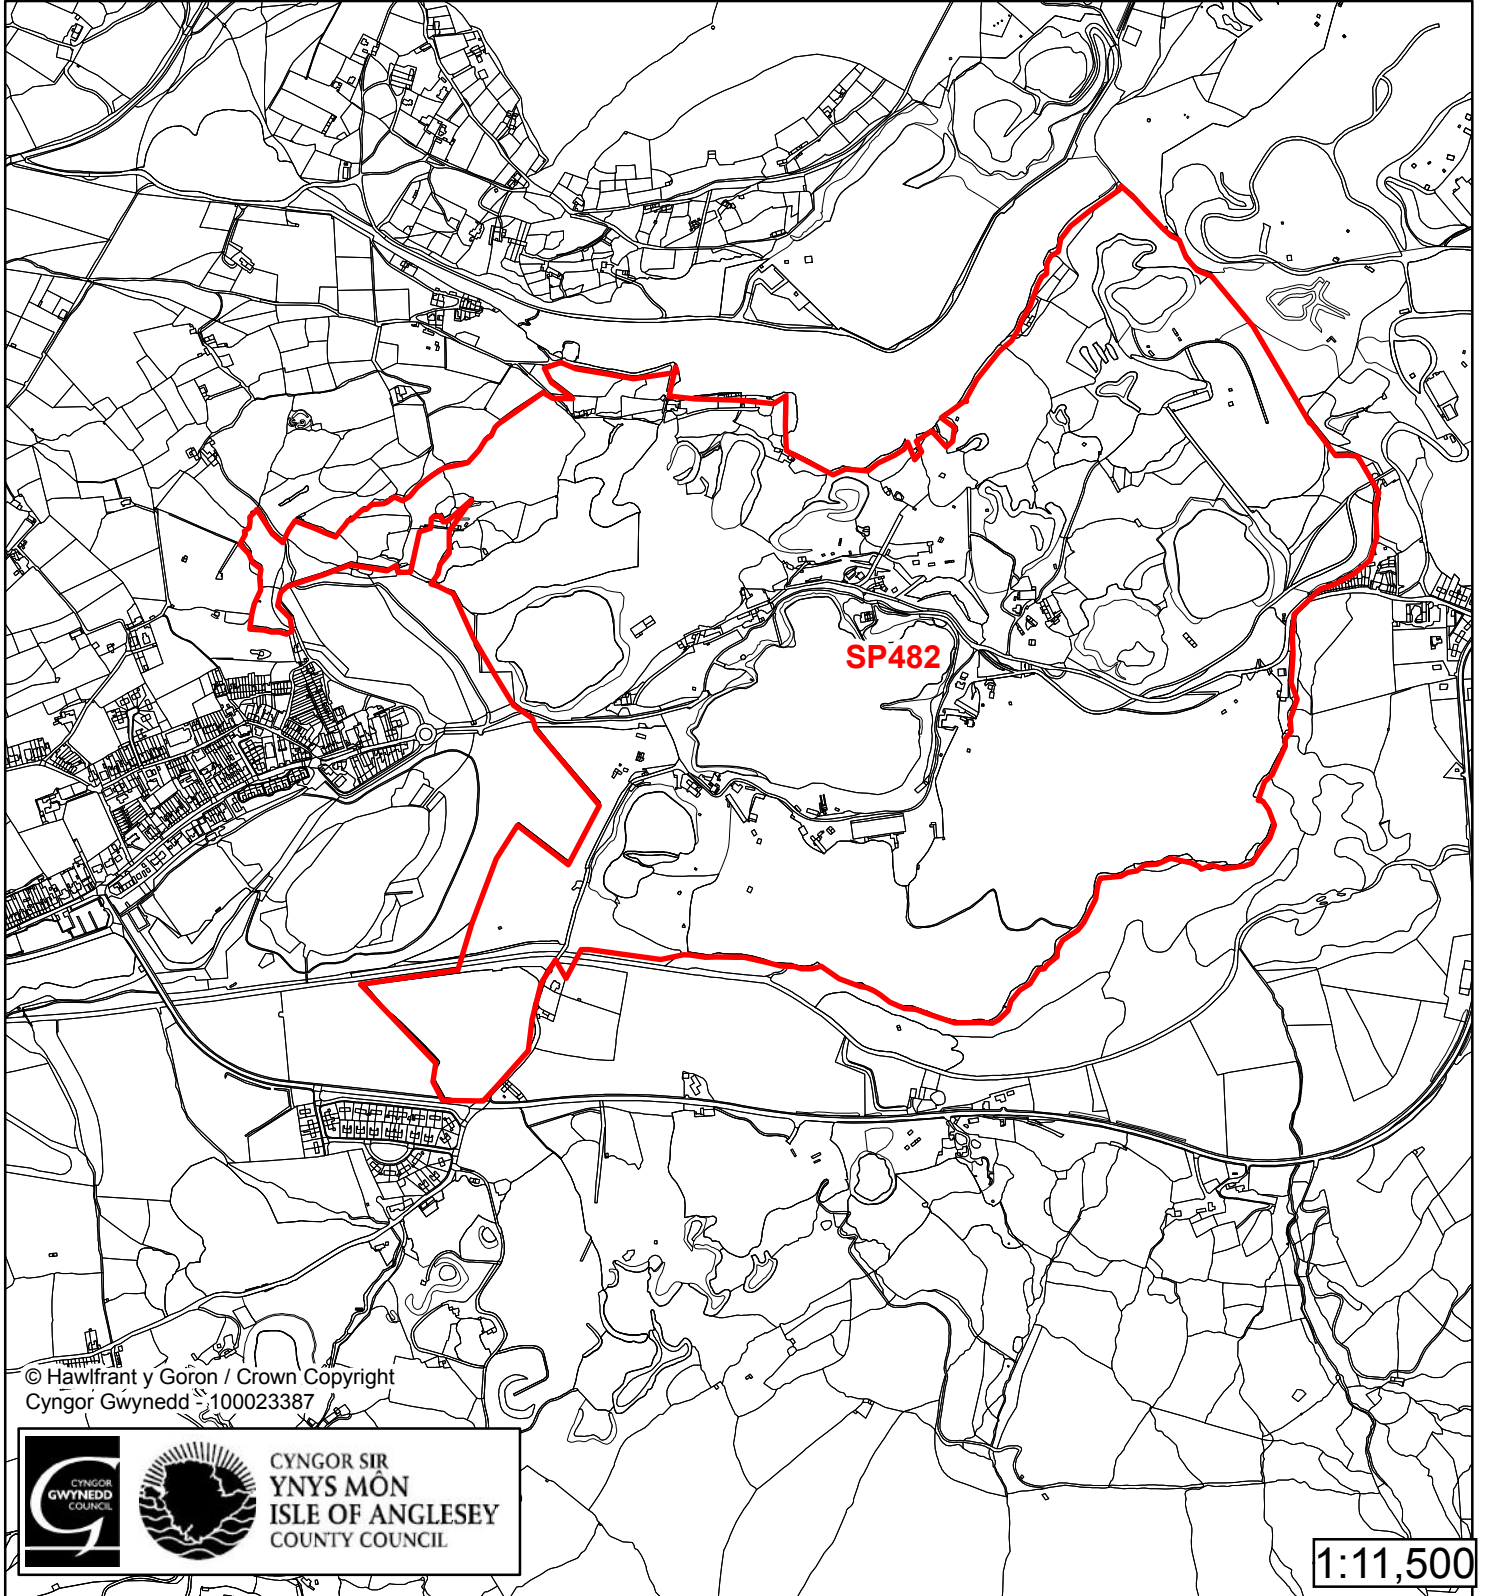 SP482
© Hawlfraint y Goron / Crown Copyright
Cyngor Gwynedd - 100023387
CYNGOR
GWYNEDD
COUNCIL
CYNGOR SIR
YNYS MÔN
ISLE OF ANGLESEY
COUNTY COUNCIL
1:11,500